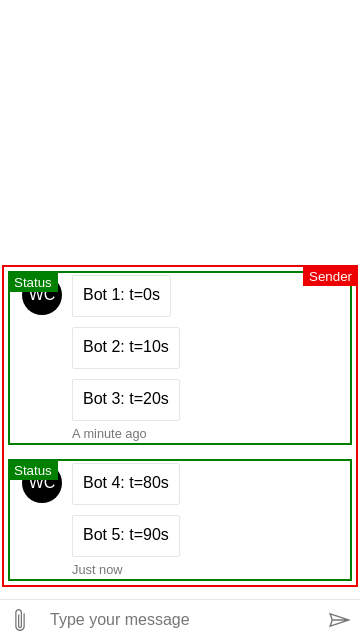 Sender
Status
WC
Bot 1: t=0s
Bot 2: t=10s
Bot 3: t=20s
A minute ago
Status
WC
Bot 4: t=80s
Bot 5: t=90s
Just now
Type your message